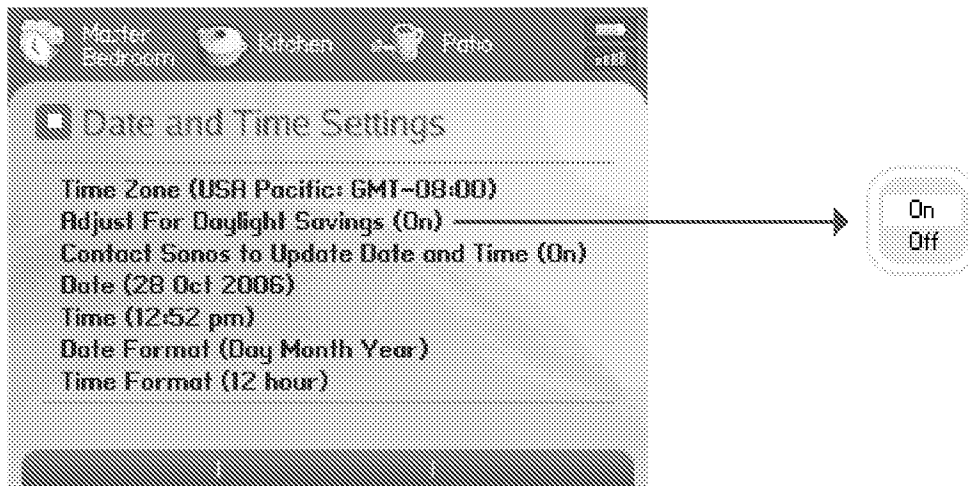 Master Bedroom
Kitchen
Patio
Date and Time Settings
Time Zone (USA Pacific: GMT-08:00)
Adjust For Daylight Savings (On)
Contact Sonos to Update Date and Time (On)
Date (28 Oct 2006)
Time (12:52 pm)
Date Format (Day Month Year)
Time Format (12 hour)
On
Off